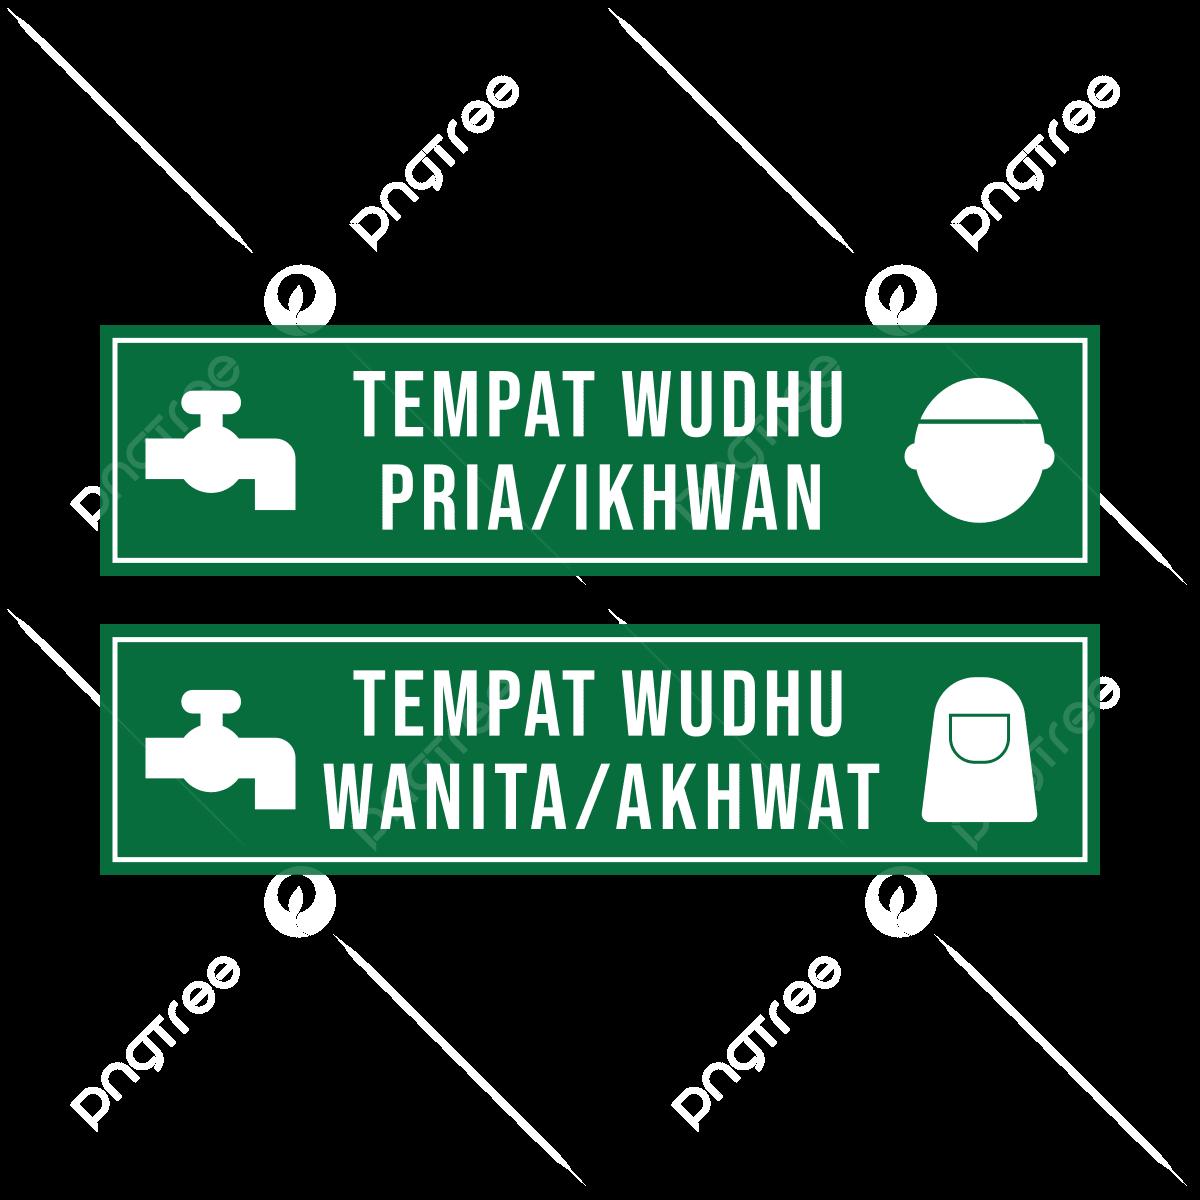 pngtree
pngtree
TEMPAT WUDHU
PRIA/IKHWAN
TEMPAT WUDHU
WANITA/AKHWAT
pngtree
pngtree